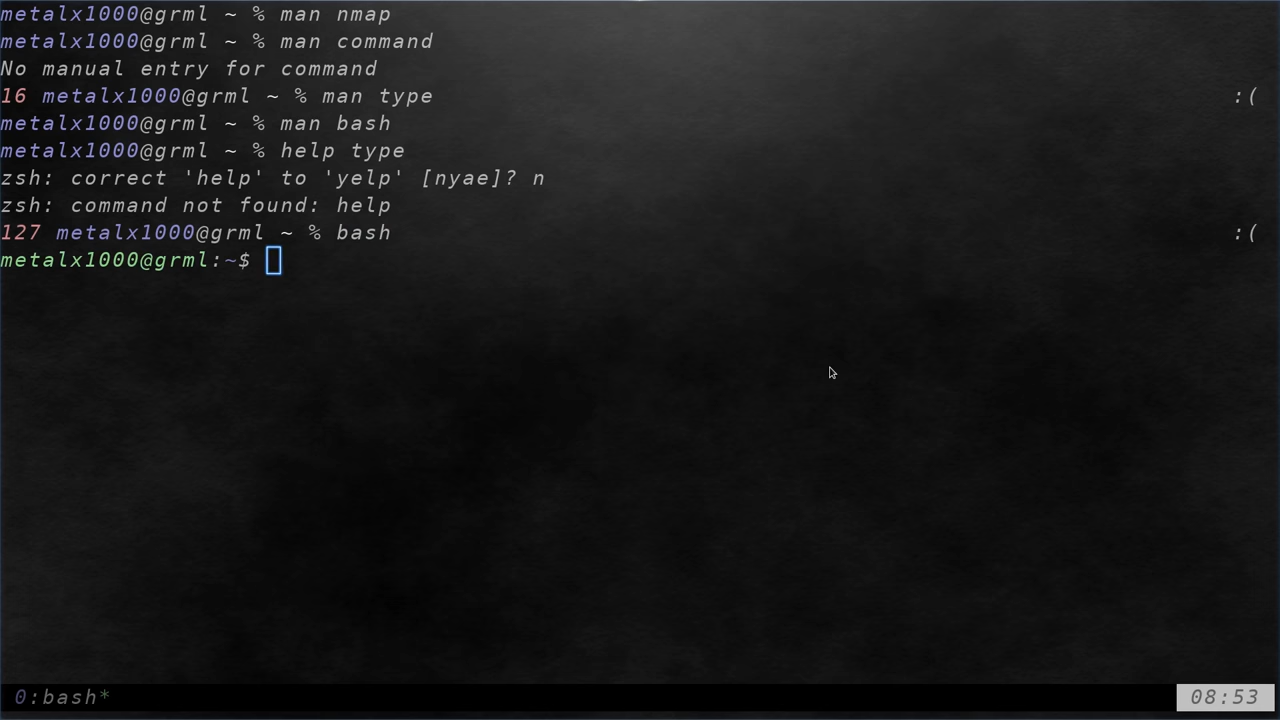 metalx1000@grml ~ % man nmap
metalx1000@grml ~ % man command
No manual entry for command
16 metalx1000@grml ~ % man type :(
metalx1000@grml ~ % man bash
metalx1000@grml ~ % help type
zsh: correct 'help' to 'yelp' [nyae]? n
zsh: command not found: help
127 metalx1000@grml ~ % bash :(
metalx1000@grml:~$
0:bash* 08:53